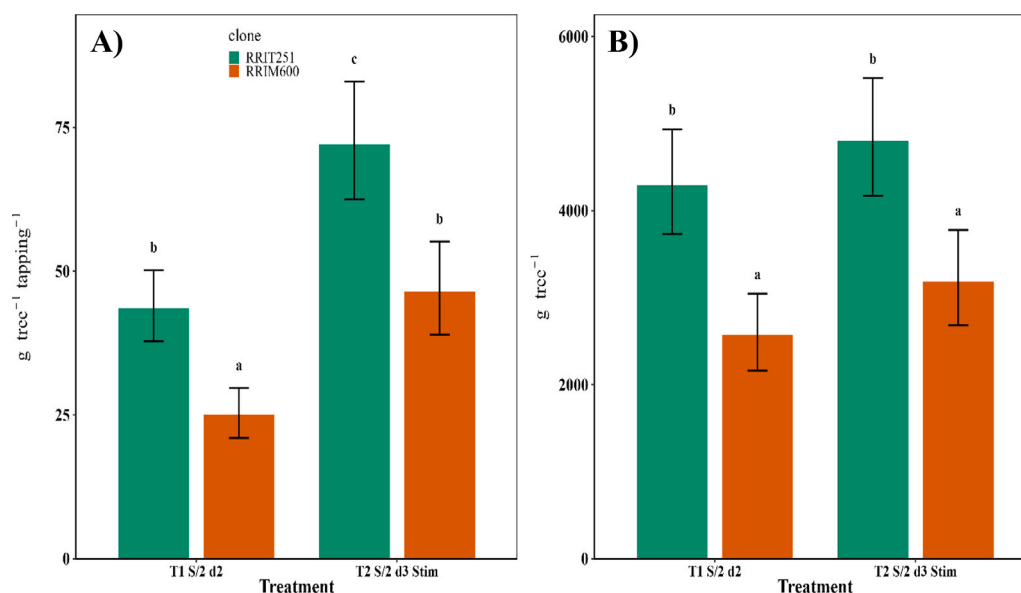 A)
clone
RRIT251
RRIM600
g tree⁻¹ tapping⁻¹
75
50
25
0
b
a
c
b
T1 S/2 d2
T2 S/2 d3 Stim
Treatment
B)
g tree⁻¹
6000
4000
2000
0
b
a
b
a
T1 S/2 d2
T2 S/2 d3 Stim
Treatment